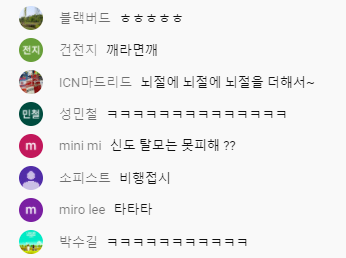 블랙버드 ㅎㅎㅎㅎㅎ
전지 건전지 깨라면깨
ICN마드리드 뇌절에 뇌절에 뇌절을 더해서~
민철 성민철 ㅋㅋㅋㅋㅋㅋㅋㅋㅋㅋㅋㅋㅋㅋ
m mini mi 신도 탈모는 못피해 ??
소피스트 비행접시
m miro lee 타타타
박수길 ㅋㅋㅋㅋㅋㅋㅋㅋㅋㅋㅋ